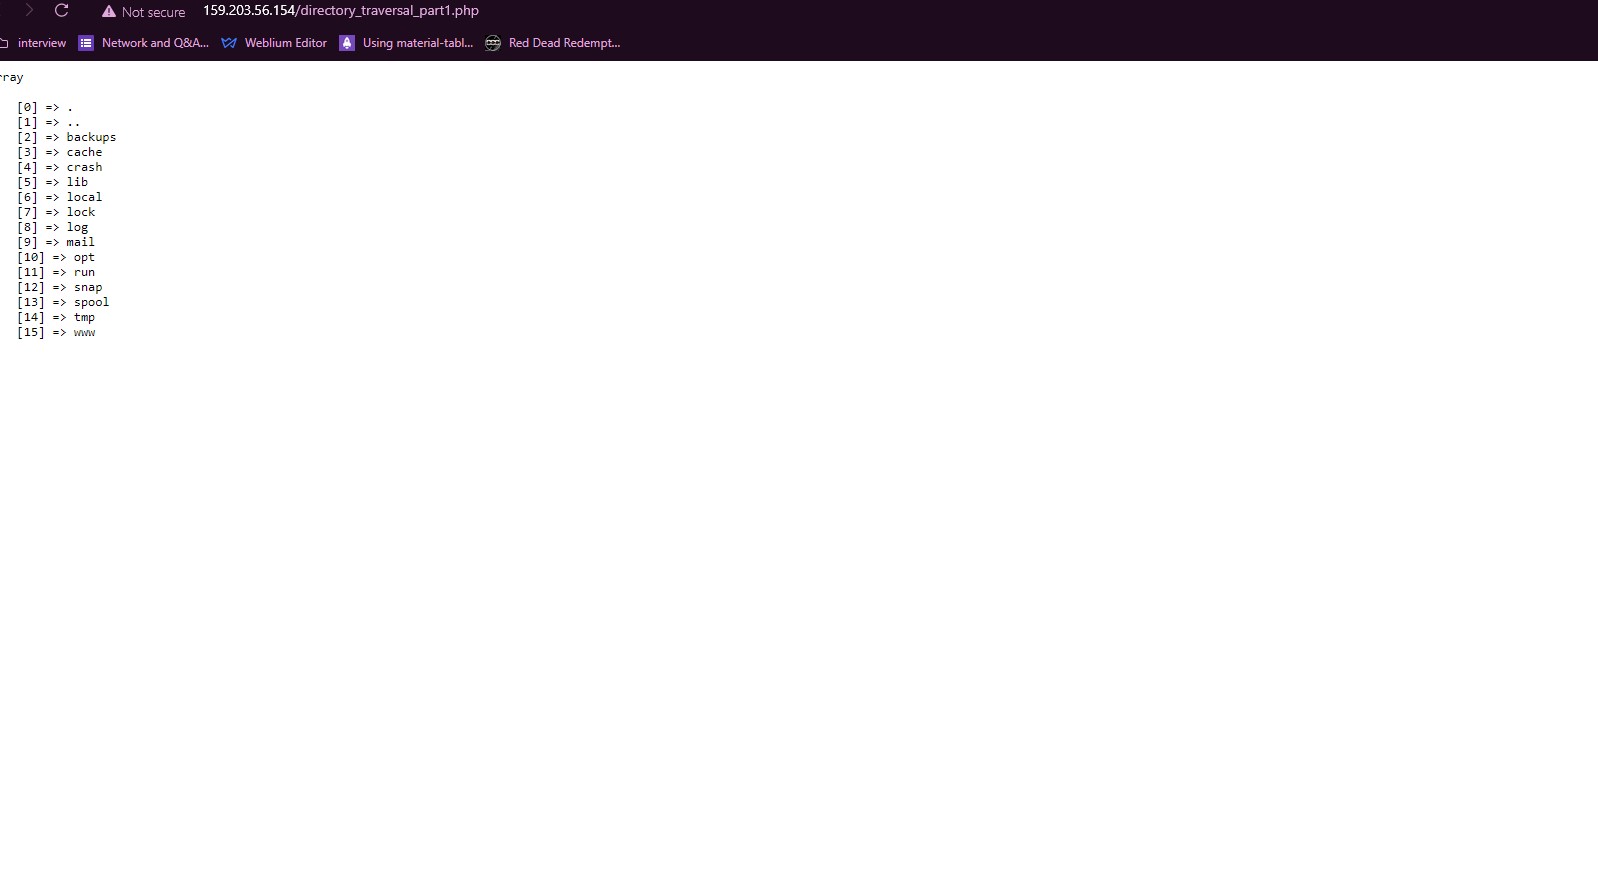 Not secure 159.203.56.154/directory_traversal_part1.php
interview Network and Q&A... Weblium Editor Using material-tabl... Red Dead Redempt...
rray
[0] => .
[1] => ..
[2] => backups
[3] => cache
[4] => crash
[5] => lib
[6] => local
[7] => lock
[8] => log
[9] => mail
[10] => opt
[11] => run
[12] => snap
[13] => spool
[14] => tmp
[15] => www